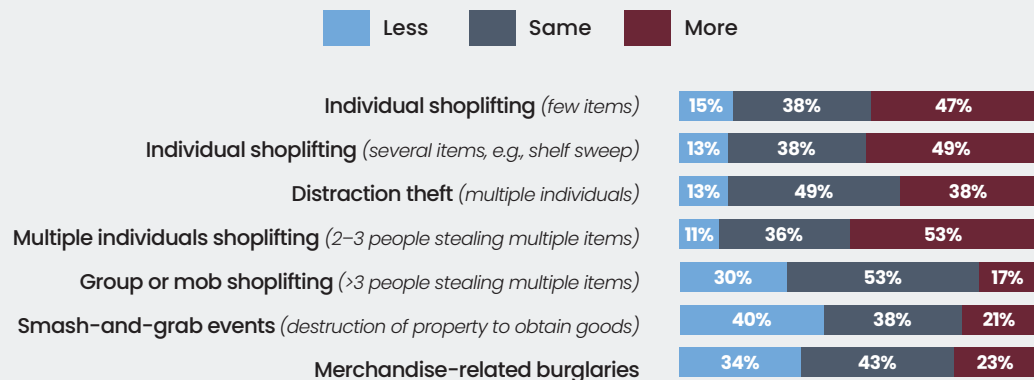 Less Same More
Individual shoplifting (few items) 15% 38% 47%
Individual shoplifting (several items, e.g., shelf sweep) 13% 38% 49%
Distraction theft (multiple individuals) 13% 49% 38%
Multiple individuals shoplifting (2–3 people stealing multiple items) 11% 36% 53%
Group or mob shoplifting (>3 people stealing multiple items) 30% 53% 17%
Smash-and-grab events (destruction of property to obtain goods) 40% 38% 21%
Merchandise-related burglaries 34% 43% 23%